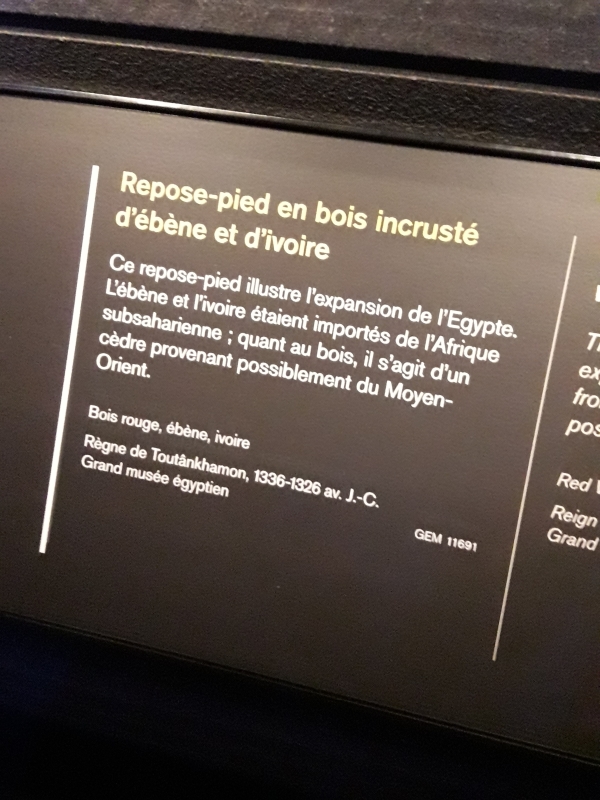 Repose-pied en bois incrusté
d'ébène et d'ivoire
Ce repose-pied illustre l'expansion de l'Egypte.
L'ébène et l'ivoire étaient importés de l'Afrique
subsaharienne ; quant au bois, il s'agit d'un
cèdre provenant possiblement du Moyen-
Orient.
Bois rouge, ébène, ivoire
Règne de Toutânkhamon, 1336-1326 av. J.-C.
Grand musée égyptien
GEM 11691
Red
Reign
Grand